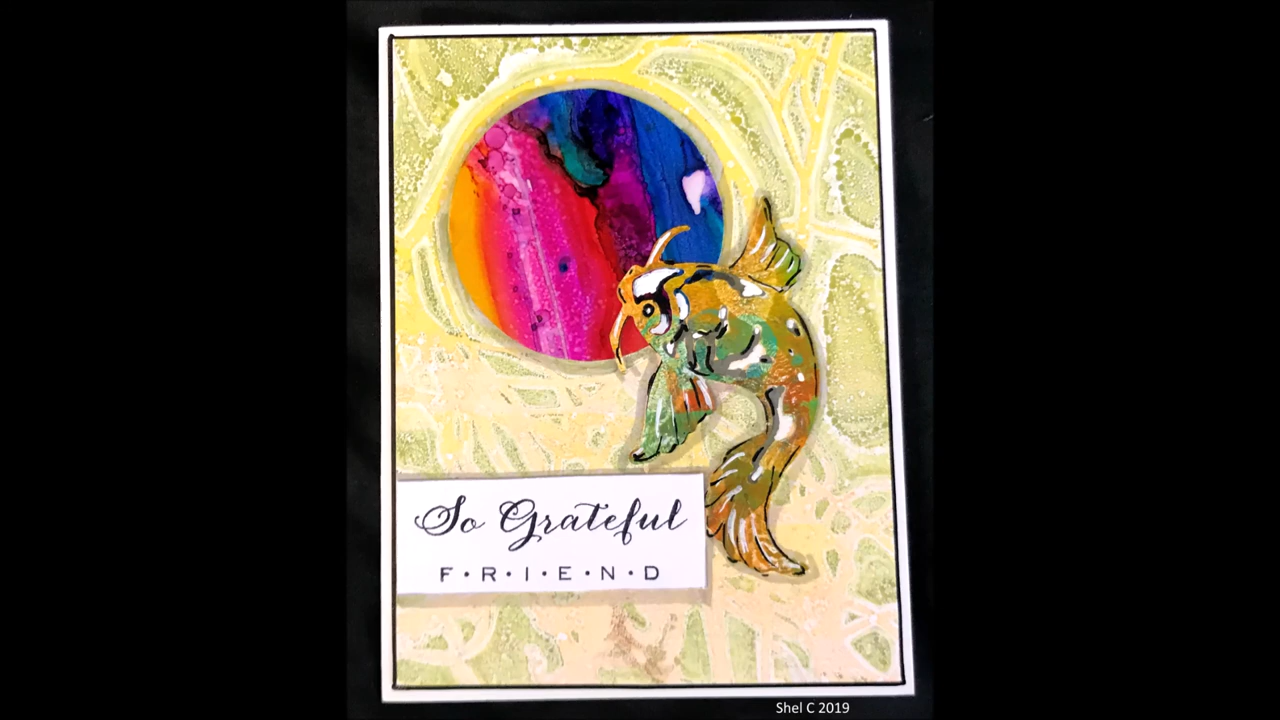 So Grateful
F•R•I•E•N•D
Shel C 2019